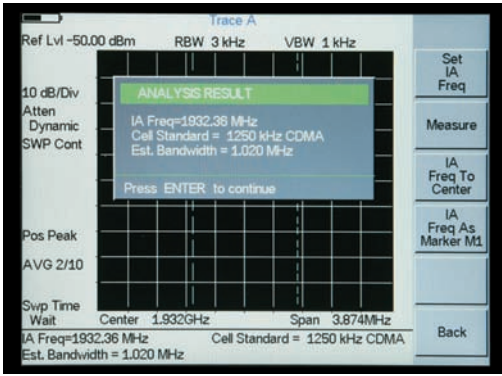 Trace A
Ref Lvl -50.00 dBm RBW 3 kHz VBW 1 kHz
10 dB/Div
Atten
Dynamic
SWP Cont
Pos Peak
AVG 2/10
Swp Time
Wait
ANALYSIS RESULT
IA Freq=1932.36 MHz
Cell Standard = 1250 kHz CDMA
Est. Bandwidth = 1.020 MHz
Press ENTER to continue
Center 1.932GHz Span 3.874MHz
IA Freq=1932.36 MHz Cell Standard = 1250 kHz CDMA
Est. Bandwidth = 1.020 MHz
Set
IA
Freq
Measure
IA
Freq To
Center
IA
Freq As
Marker M1
Back